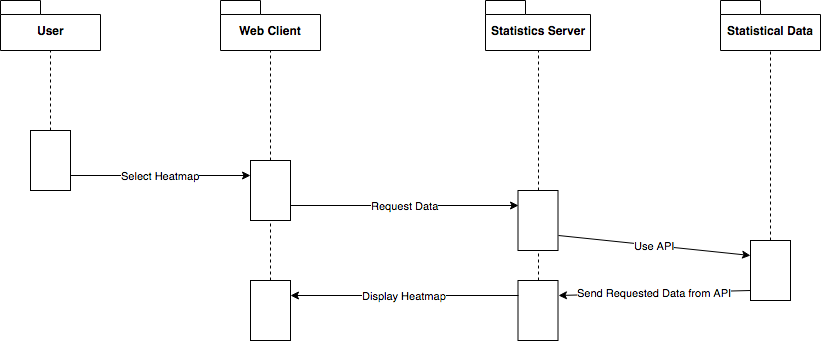 User
Web Client
Statistics Server
Statistical Data
Select Heatmap
Request Data
Use API
Send Requested Data from API
Display Heatmap